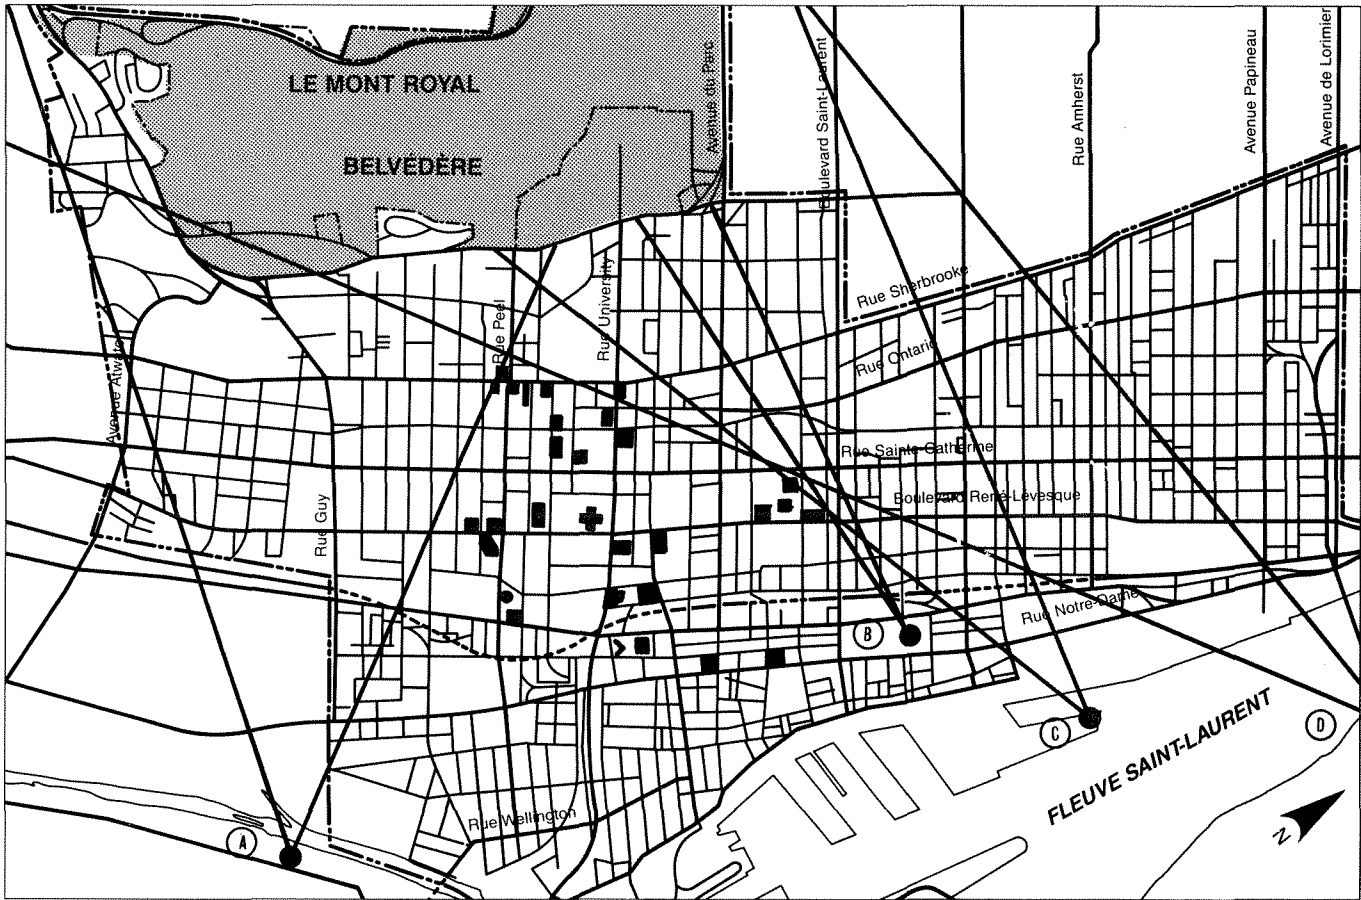 LE MONT ROYAL
BELVÉDÈRE
Avenue du Parc
Boulevard Saint-Laurent
Rue Amherst
Avenue Papineau
Avenue de Lorimier
Rue Sherbrooke
Rue Ontario
Rue Peel
Rue University
Avenue Atwater
Rue Guy
Rue Sainte-Catherine
Boulevard René-Lévesque
Rue Notre-Dame
Rue Wellington
FLEUVE SAINT-LAURENT
A
B
C
D
N